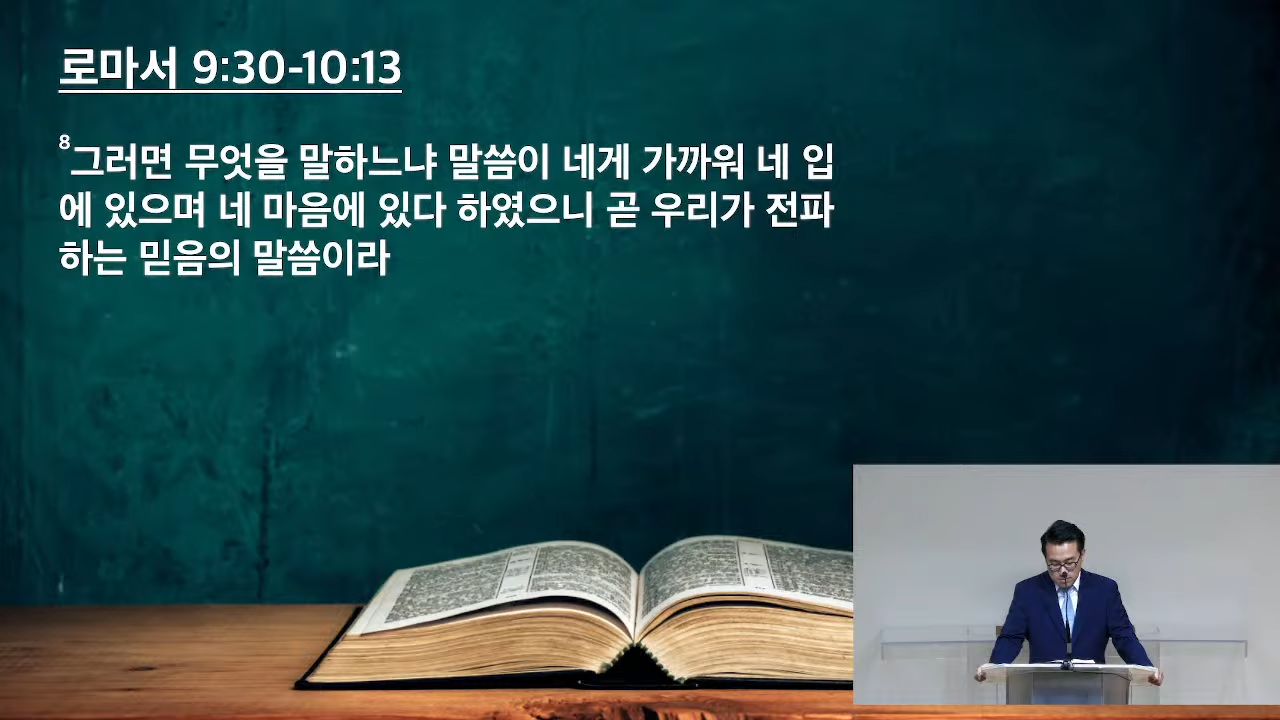 로마서 9:30-10:13
8그러면 무엇을 말하느냐 말씀이 네게 가까워 네 입
에 있으며 네 마음에 있다 하였으니 곧 우리가 전파
하는 믿음의 말씀이라